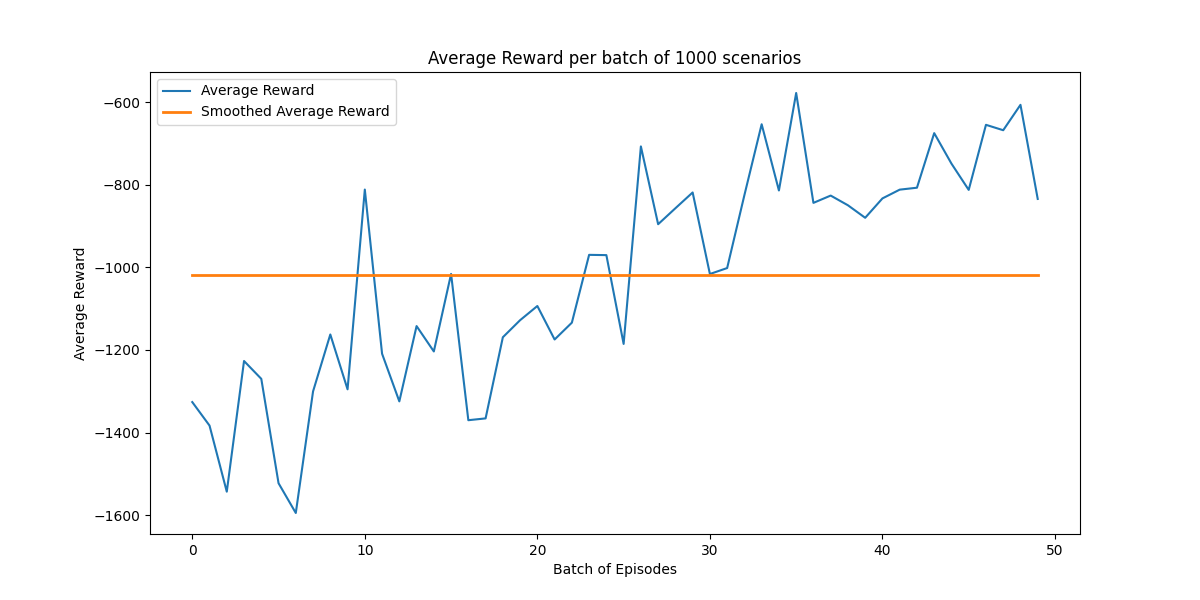 Average Reward per batch of 1000 scenarios
Average Reward
Smoothed Average Reward
−600
−800
−1000
−1200
−1400
−1600
Average Reward
0 10 20 30 40 50
Batch of Episodes